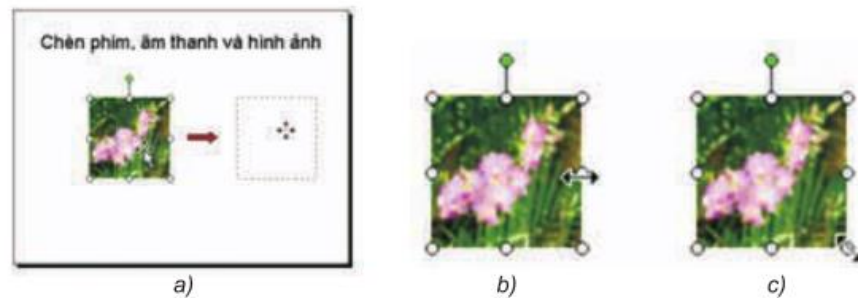 Chèn phim, âm thanh và hình ảnh
a)
b)
c)